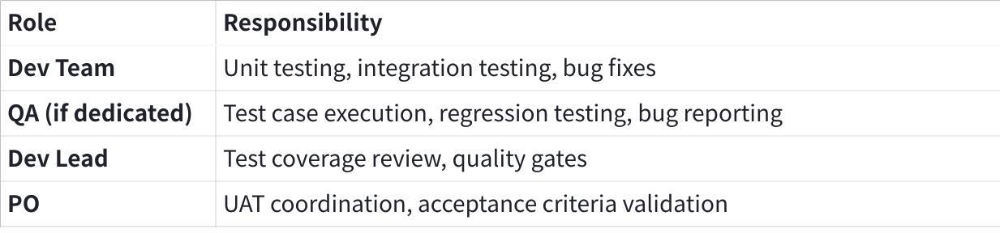 Role Responsibility
Dev Team Unit testing, integration testing, bug fixes
QA (if dedicated) Test case execution, regression testing, bug reporting
Dev Lead Test coverage review, quality gates
PO UAT coordination, acceptance criteria validation